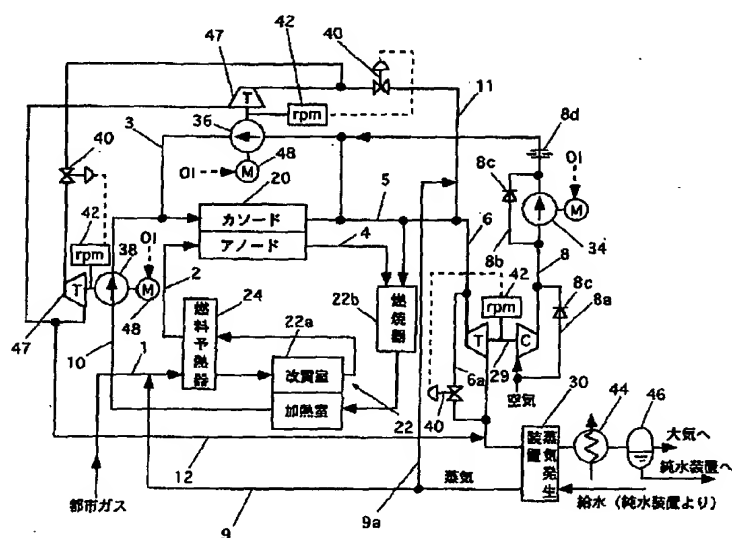 40
42
47
T
rpm
36
11
8d
3
48
01
M
8c
01
40
20
5
M
カソード
アノード
6
34
42
38
01
4
8b
8
rpm
2
24
42
8c
T
M
22b
rpm
8a
47
48
燃料予熱器
22a
燃焼器
T
C
10
1
改質室
29
加熱室
6a
空気
30
44
46
22
40
蒸気発生装置
大気へ
12
蒸気
純水装置へ
都市ガス
9
9a
給水(純水装置より)